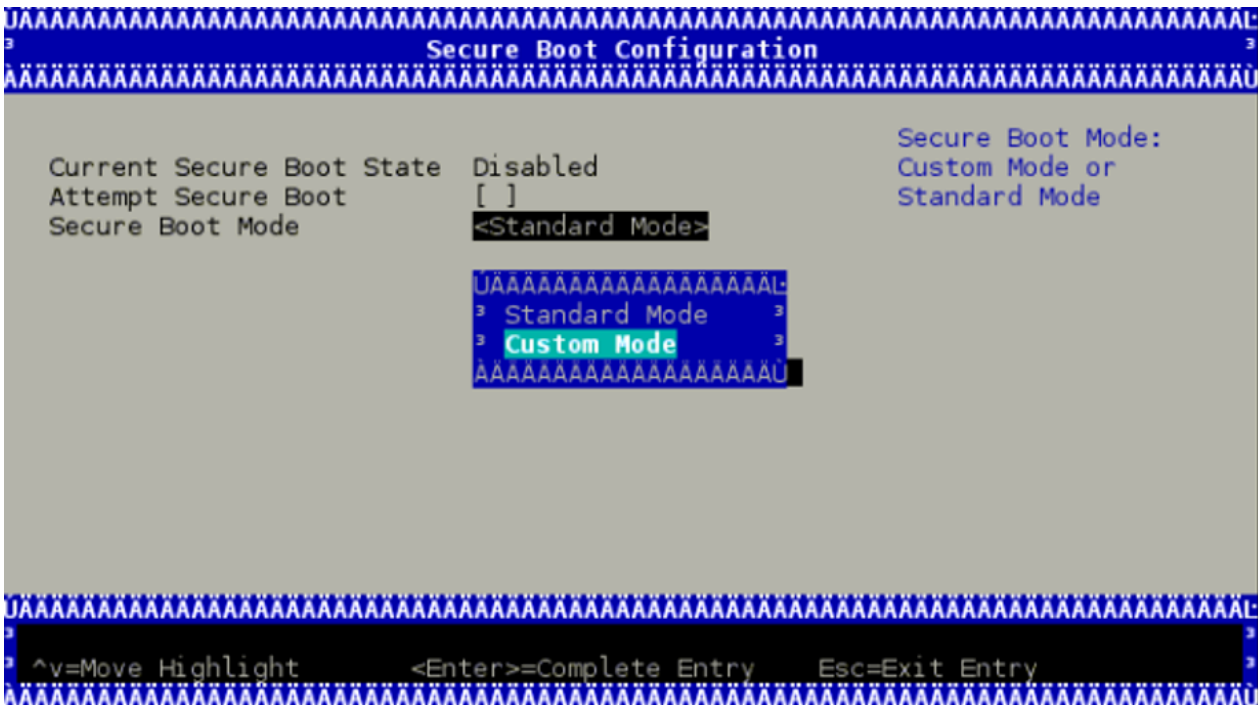 Secure Boot Configuration
Secure Boot Mode:
Custom Mode or
Standard Mode
Current Secure Boot State Disabled
Attempt Secure Boot [ ]
Secure Boot Mode <Standard Mode>
Standard Mode
Custom Mode
^v=Move Highlight <Enter>=Complete Entry Esc=Exit Entry